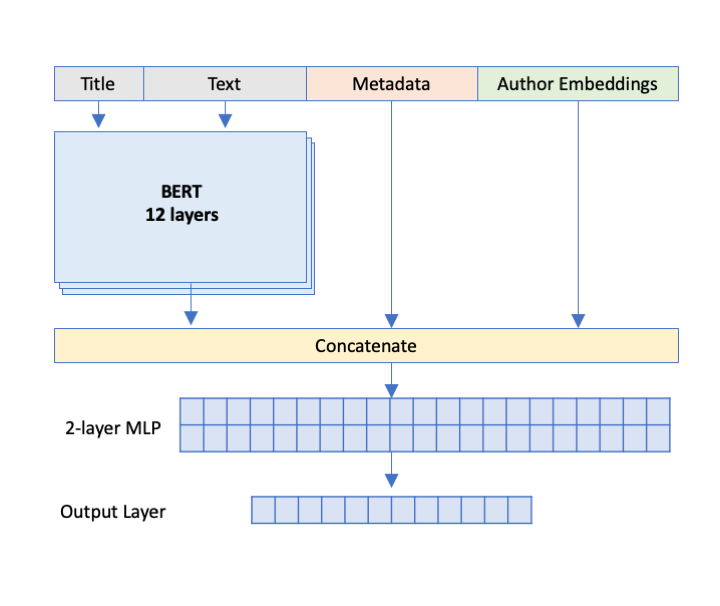 Title Text Metadata Author Embeddings
BERT
12 layers
Concatenate
2-layer MLP
Output Layer